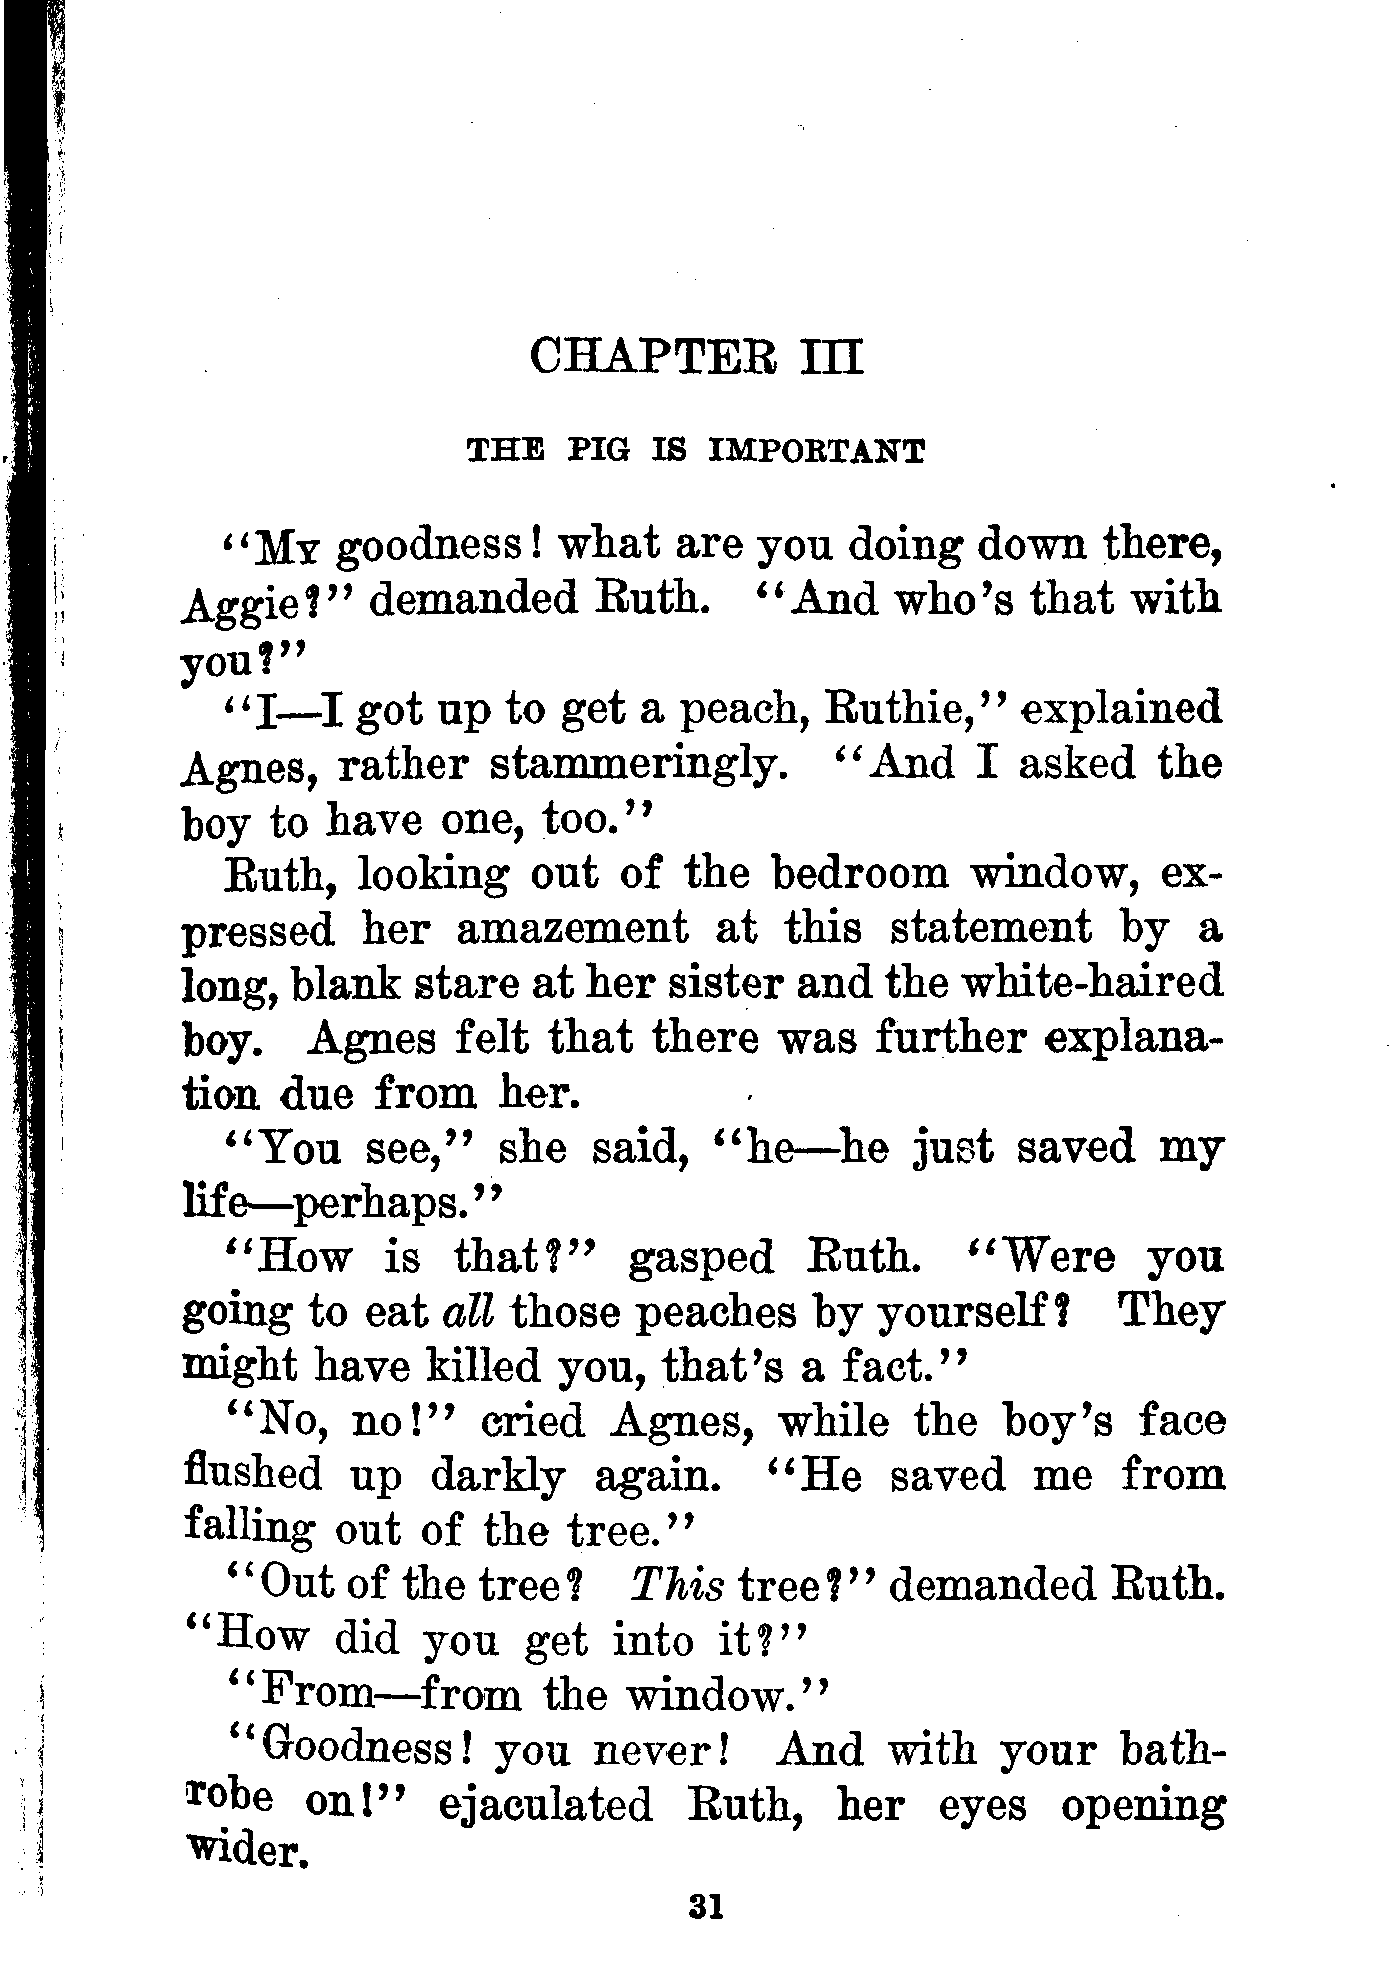 CHAPTER III
THE PIG IS IMPORTANT
"My goodness! what are you doing down there,
Aggie?" demanded Ruth. "And who's that with
you?"
"I—I got up to get a peach, Ruthie," explained
Agnes, rather stammeringly. "And I asked the
boy to have one, too."
Ruth, looking out of the bedroom window, ex-
pressed her amazement at this statement by a
long, blank stare at her sister and the white-haired
boy. Agnes felt that there was further explana-
tion due from her.
"You see," she said, "he—he just saved my
life—perhaps."
"How is that?" gasped Ruth. "Were you
going to eat all those peaches by yourself? They
might have killed you, that's a fact."
"No, no!" cried Agnes, while the boy's face
flushed up darkly again. "He saved me from
falling out of the tree."
"Out of the tree? This tree?" demanded Ruth.
"How did you get into it?"
"From—from the window."
"Goodness! you never! And with your bath-
robe on!" ejaculated Ruth, her eyes opening
wider.
31